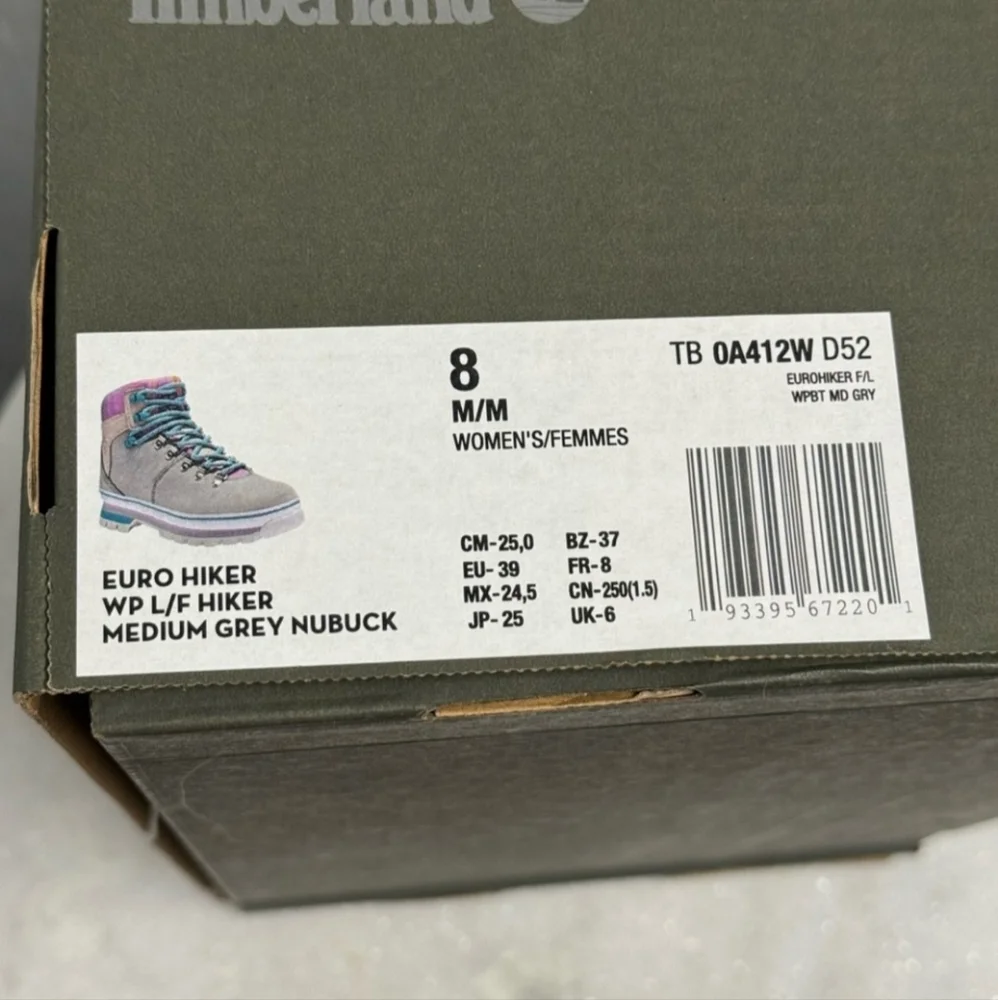 Timberland
8
M/M
WOMEN'S/FEMMES
TB 0A412W D52
EUROHIKER F/L
WPBT MD GRY
EURO HIKER
WP L/F HIKER
MEDIUM GREY NUBUCK
CM-25,0 BZ-37
EU-39 FR-8
MX-24,5 CN-250(1.5)
JP-25 UK-6
1 93395 67220 1